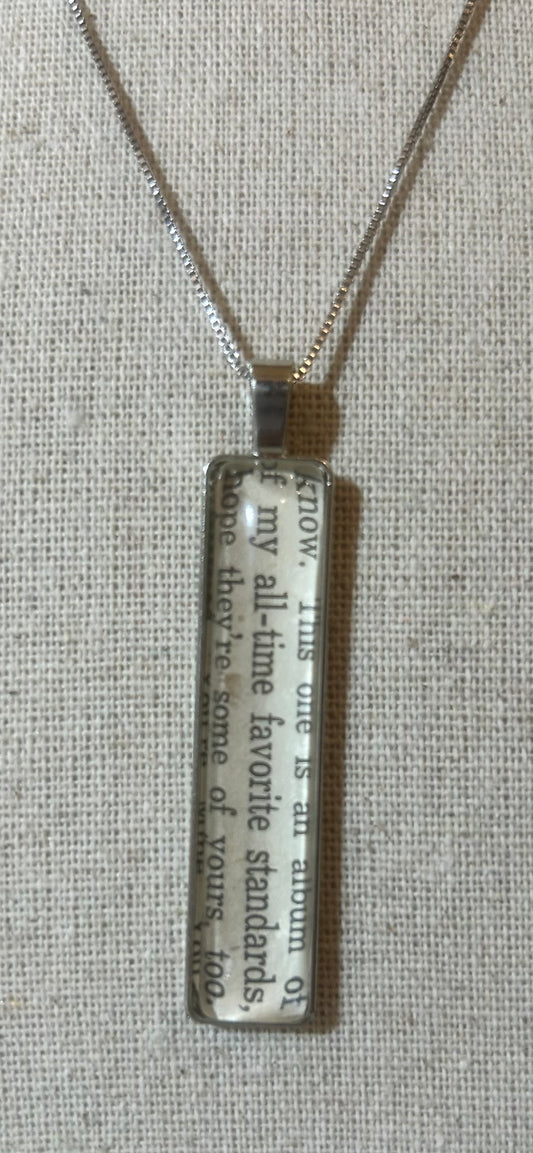 know. This one is an album of
of my all-time favorite standards,
hope they're some of yours, too.